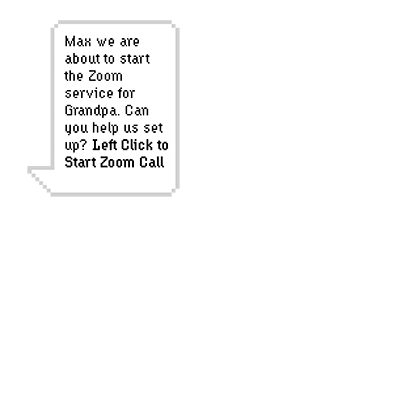 Max we are
about to start
the Zoom
service for
Grandpa. Can
you help us set
up? Left Click to
Start Zoom Call